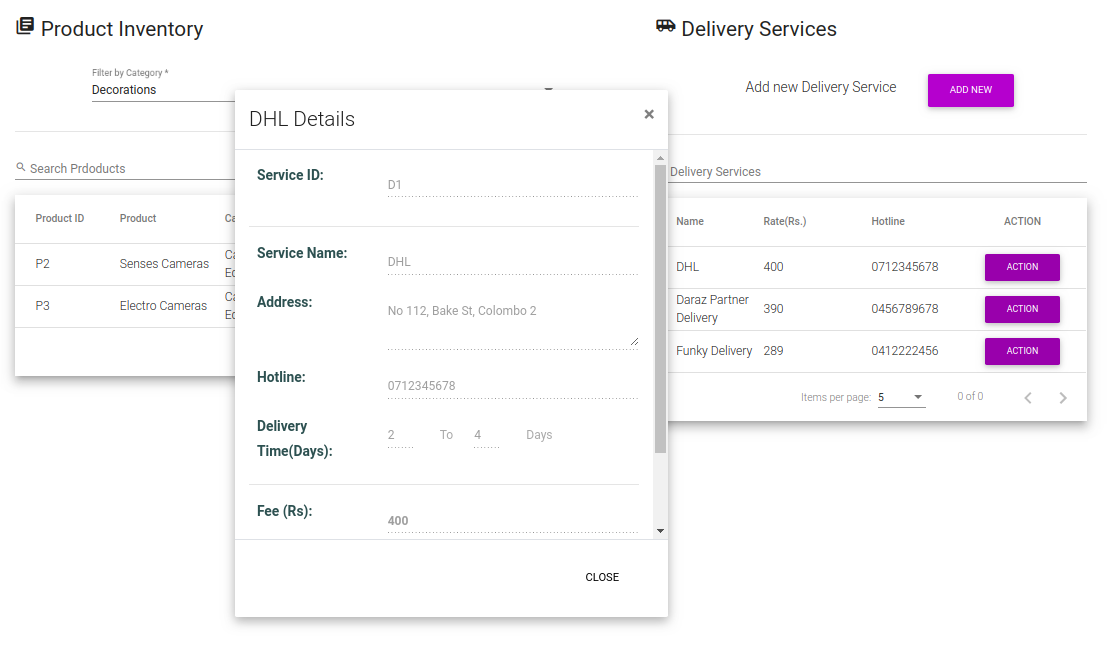 Product Inventory
Filter by Category *
Decorations
Search Prdoducts
Product ID Product
P2 Senses Cameras
P3 Electro Cameras
Delivery Services
Add new Delivery Service ADD NEW
Delivery Services
Name Rate(Rs.) Hotline ACTION
DHL 400 0712345678 ACTION
Daraz Partner
Delivery 390 0456789678 ACTION
Funky Delivery 289 0412222456 ACTION
Items per page: 5 0 of 0
DHL Details ×
Service ID: D1
Service Name: DHL
Address: No 112, Bake St, Colombo 2
Hotline: 0712345678
Delivery
Time(Days): 2 To 4 Days
Fee (Rs): 400
CLOSE